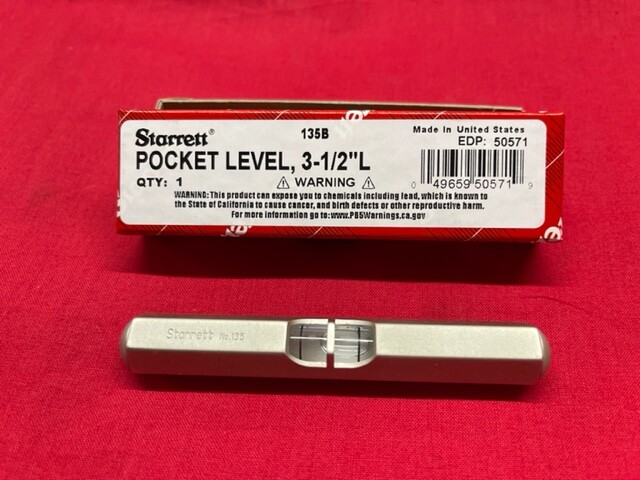 Starrett® 135B Made In United States
EDP: 50571
POCKET LEVEL, 3-1/2"L
QTY: 1 ⚠ WARNING ⚠ 0 49659 50571 9
WARNING: This product can expose you to chemicals including lead, which is known to
the State of California to cause cancer, and birth defects or other reproductive harm.
For more information go to: www.P65Warnings.ca.gov
Starrett No.135